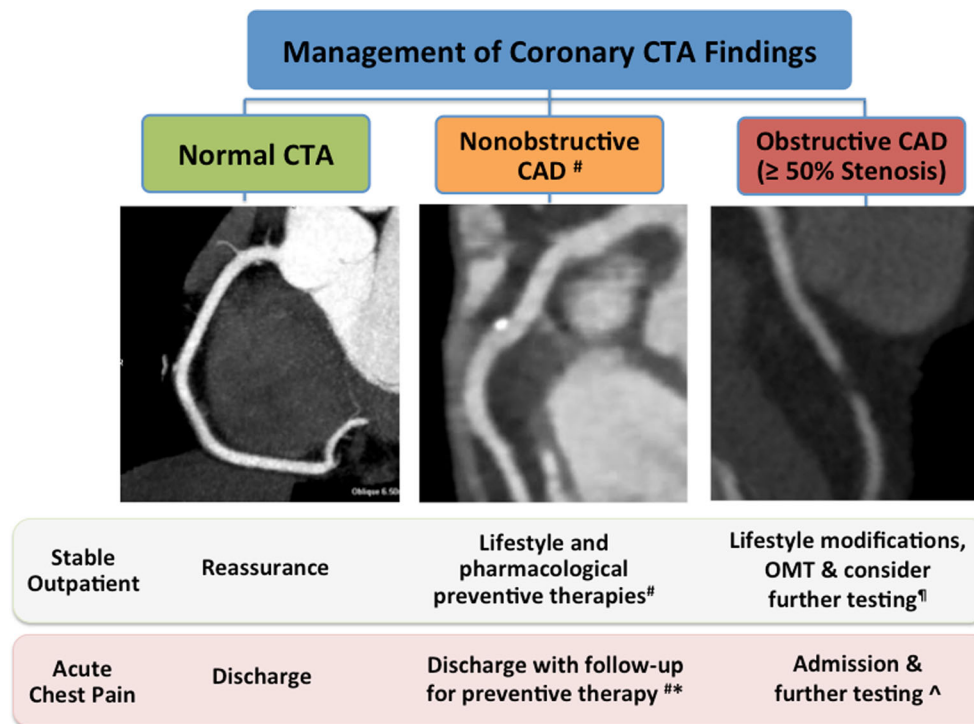 Management of Coronary CTA Findings
Normal CTA
Nonobstructive
CAD #
Obstructive CAD
(≥ 50% Stenosis)
Oblique 6.50
Stable
Outpatient
Reassurance
Lifestyle and
pharmacological
preventive therapies#
Lifestyle modifications,
OMT & consider
further testing¶
Acute
Chest Pain
Discharge
Discharge with follow-up
for preventive therapy #*
Admission &
further testing ^